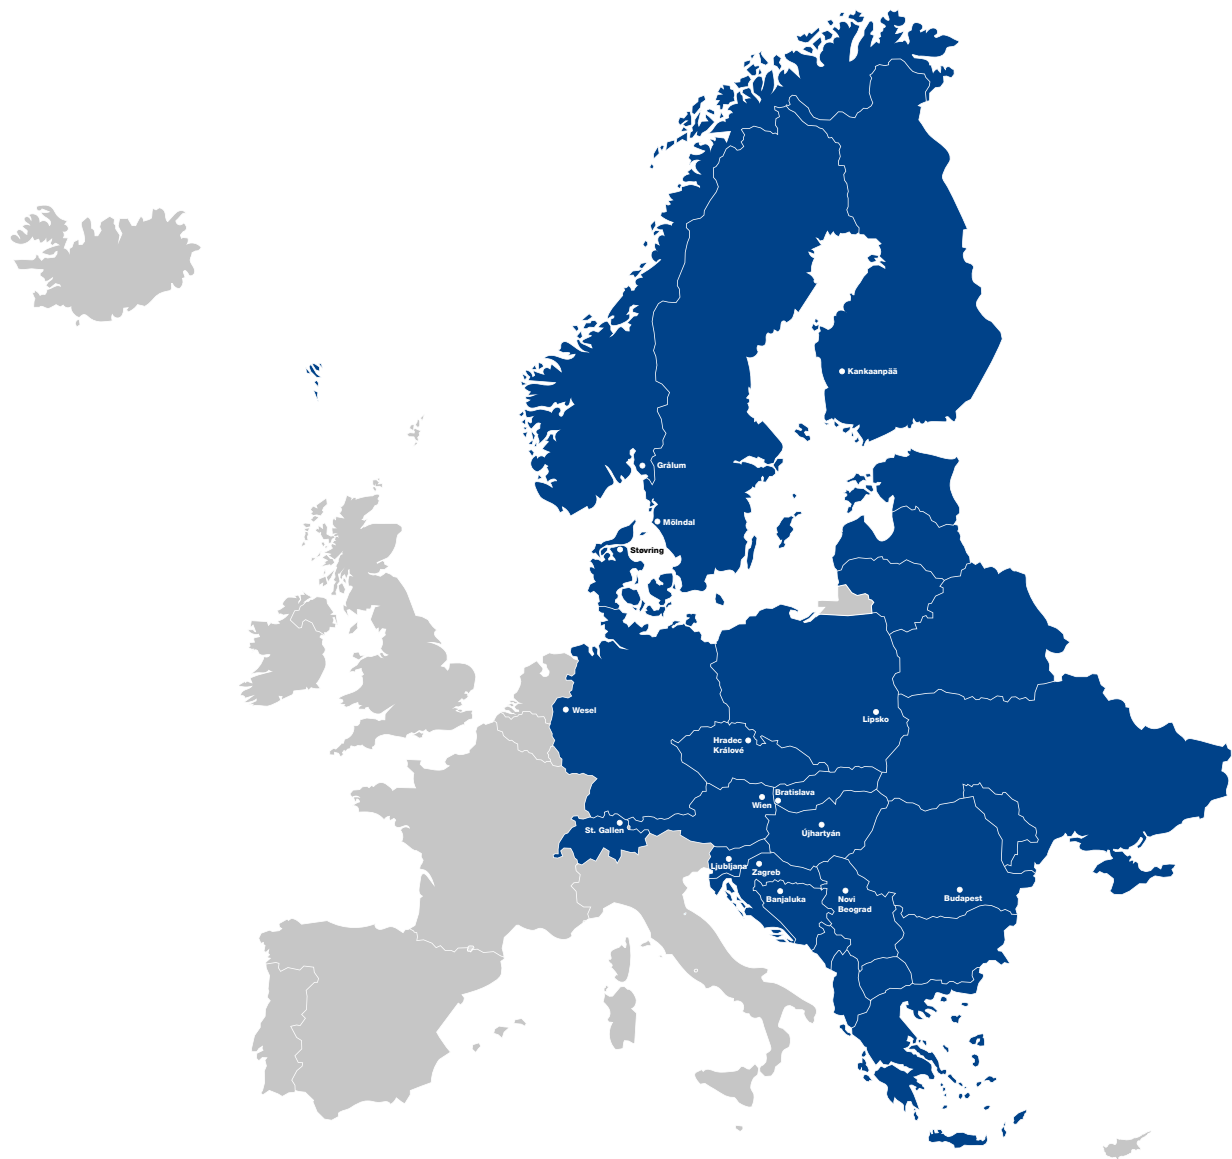 Kankaanpää
Grålum
Mölndal
Støvring
Wesel
Lipsko
Hradec
Králové
Bratislava
Wien
St. Gallen
Újhartyán
Ljubljana
Zagreb
Banjaluka
Novi
Beograd
Budapest